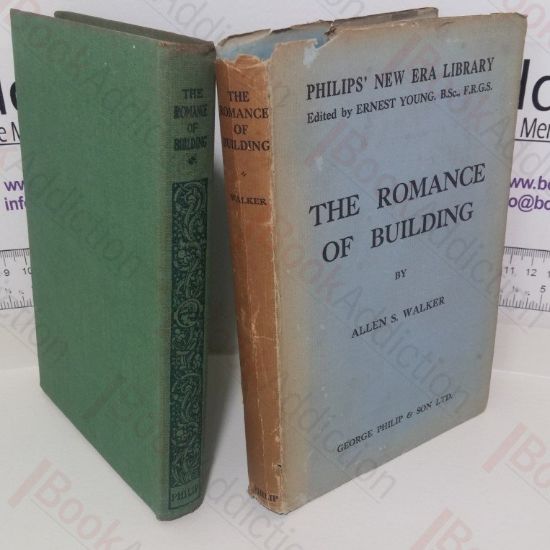 THE
ROMANCE
OF
BUILDING
PHILIP
THE
ROMANCE
OF
BUILDING
WALKER
PHILIP
PHILIPS' NEW ERA LIBRARY
Edited by ERNEST YOUNG, B.Sc., F.R.G.S.
THE ROMANCE
OF BUILDING
BY
ALLEN S. WALKER
GEORGE PHILIP & SON LTD.
BookAddiction